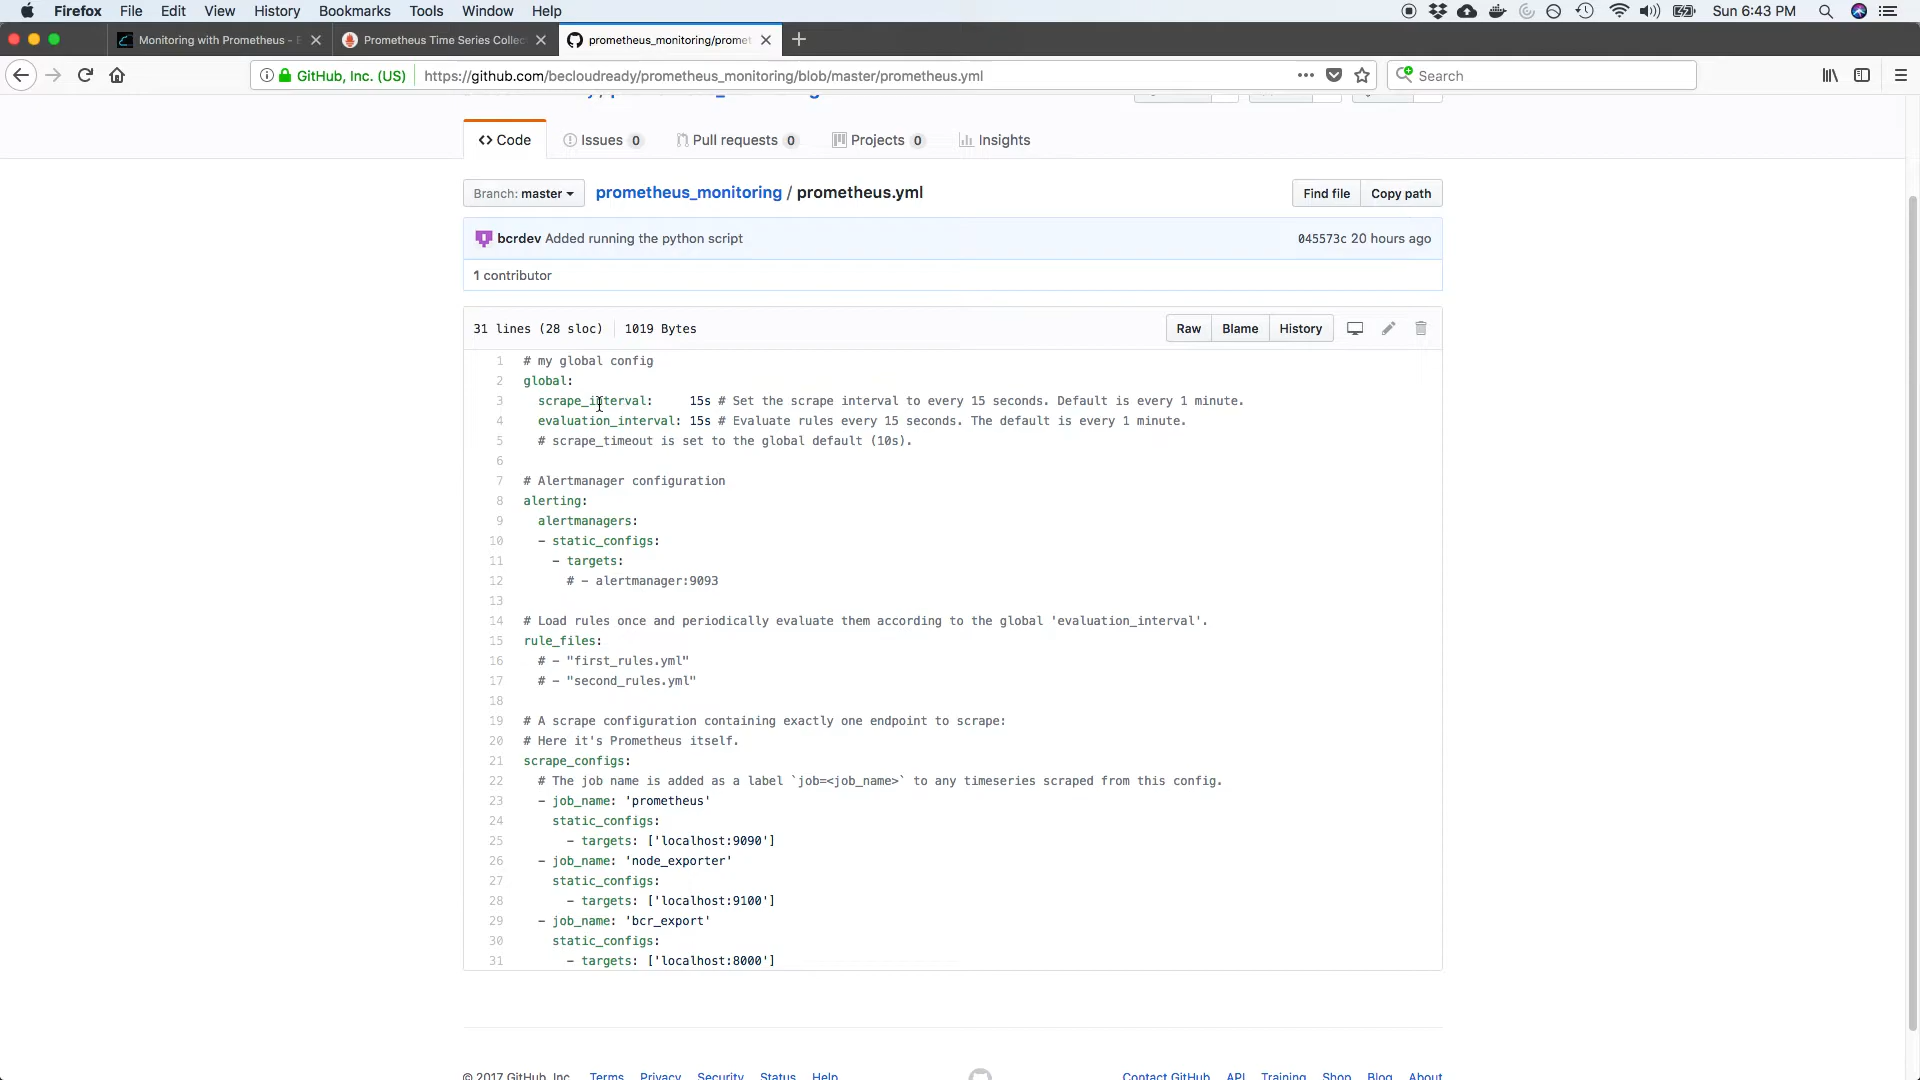 Firefox File Edit View History Bookmarks Tools Window Help Sun 6:43 PM
Monitoring with Prometheus - Prometheus Time Series Collec prometheus_monitoring/promet
GitHub, Inc. (US) https://github.com/becloudready/prometheus_monitoring/blob/master/prometheus.yml Search
Code Issues 0 Pull requests 0 Projects 0 Insights
Branch: master prometheus_monitoring / prometheus.yml Find file Copy path
bcrdev Added running the python script 045573c 20 hours ago
1 contributor
31 lines (28 sloc) 1019 Bytes Raw Blame History
1 # my global config
2 global:
3 scrape_interval: 15s # Set the scrape interval to every 15 seconds. Default is every 1 minute.
4 evaluation_interval: 15s # Evaluate rules every 15 seconds. The default is every 1 minute.
5 # scrape_timeout is set to the global default (10s).
6
7 # Alertmanager configuration
8 alerting:
9 alertmanagers:
10 - static_configs:
11 - targets:
12 # - alertmanager:9093
13
14 # Load rules once and periodically evaluate them according to the global 'evaluation_interval'.
15 rule_files:
16 # - "first_rules.yml"
17 # - "second_rules.yml"
18
19 # A scrape configuration containing exactly one endpoint to scrape:
20 # Here it's Prometheus itself.
21 scrape_configs:
22 # The job name is added as a label `job=<job_name>` to any timeseries scraped from this config.
23 - job_name: 'prometheus'
24 static_configs:
25 - targets: ['localhost:9090']
26 - job_name: 'node_exporter'
27 static_configs:
28 - targets: ['localhost:9100']
29 - job_name: 'bcr_export'
30 static_configs:
31 - targets: ['localhost:8000']
© 2017 GitHub, Inc. Terms Privacy Security Status Help Contact GitHub API Training Shop Blog About